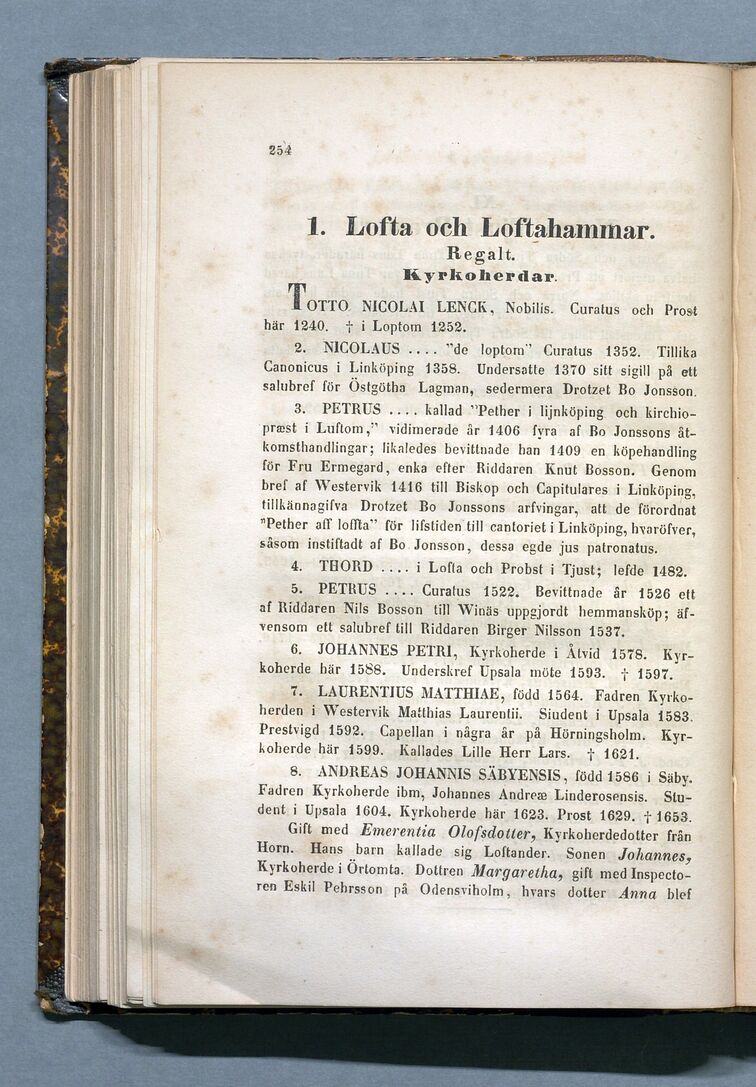 254
1. Lofta och Loftahammar.
Regalt.
Kyrkoherdar.
TOTTO NICOLAI LENCK, Nobilis. Curatus och Prost
här 1240. † i Loptom 1252.
2. NICOLAUS .... "de loptom" Curatus 1352. Tillika
Canonicus i Linköping 1358. Undersatte 1370 sitt sigill på ett
salubref för Östgötha Lagman, sedermera Drotzet Bo Jonsson.
3. PETRUS .... kallad "Pether i lijnköping och kirchio-
præst i Luftom," vidimerade år 1406 fyra af Bo Jonssons åt-
komsthandlingar; likaledes bevittnade han 1409 en köpehandling
för Fru Ermegard, enka efter Riddaren Knut Bosson. Genom
bref af Westervik 1416 till Biskop och Capitulares i Linköping,
tillkännagifva Drotzet Bo Jonssons arfvingar, att de förordnat
"Pether aff loffta" för lifstiden till cantoriet i Linköping, hvaröfver,
såsom instiftadt af Bo Jonsson, dessa egde jus patronatus.
4. THORD .... i Lofta och Probst i Tjust; lefde 1482.
5. PETRUS .... Curatus 1522. Bevittnade år 1526 ett
af Riddaren Nils Bosson till Winäs uppgjordt hemmansköp; äf-
vensom ett salubref till Riddaren Birger Nilsson 1537.
6. JOHANNES PETRI, Kyrkoherde i Åtvid 1578. Kyr-
koherde här 1588. Underskref Upsala möte 1593. † 1597.
7. LAURENTIUS MATTHIAE, född 1564. Fadren Kyrko-
herden i Westervik Matthias Laurentii. Student i Upsala 1583.
Prestvigd 1592. Capellan i några år på Hörningsholm. Kyr-
koherde här 1599. Kallades Lille Herr Lars. † 1621.
8. ANDREAS JOHANNIS SÄBYENSIS, född 1586 i Säby.
Fadren Kyrkoherde ibm, Johannes Andreæ Linderosensis. Stu-
dent i Upsala 1604. Kyrkoherde här 1623. Prost 1629. † 1653.
Gift med Emerentia Olofsdotter, Kyrkoherdedotter från
Horn. Hans barn kallade sig Loftander. Sonen Johannes,
Kyrkoherde i Örtomta. Dottren Margaretha, gift med Inspecto-
ren Eskil Pehrsson på Odensviholm, hvars dotter Anna blef